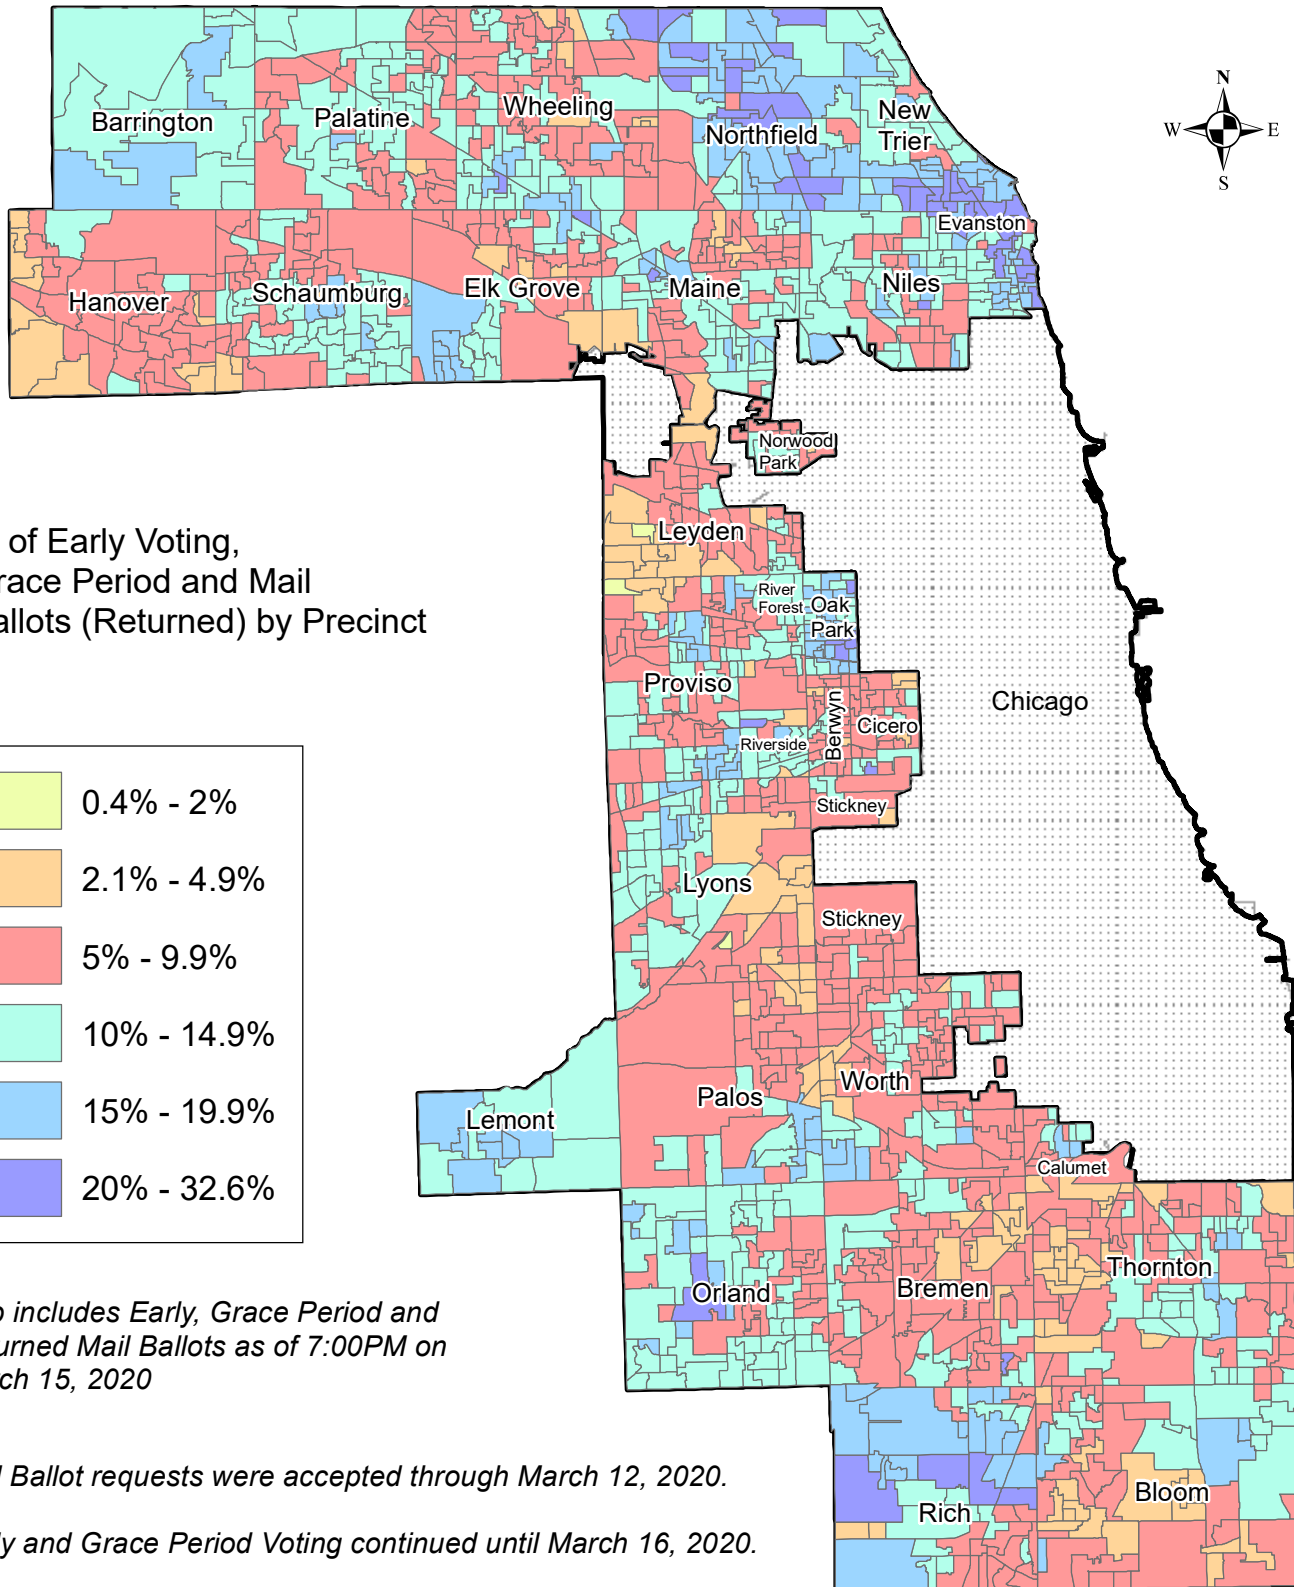 N
W E
S
Barrington
Palatine
Wheeling
Northfield
New
Trier
Evanston
Hanover
Schaumburg
Elk Grove
Maine
Niles
Norwood
Park
of Early Voting,
race Period and Mail
allots (Returned) by Precinct
Leyden
River
Forest
Oak
Park
Proviso
Berwyn
Cicero
Riverside
Chicago
Stickney
0.4% - 2%
2.1% - 4.9%
5% - 9.9%
10% - 14.9%
15% - 19.9%
20% - 32.6%
Lyons
Stickney
Worth
Palos
Lemont
Calumet
Thornton
Bremen
Orland
includes Early, Grace Period and
urned Mail Ballots as of 7:00PM on
ch 15, 2020
Ballot requests were accepted through March 12, 2020.
y and Grace Period Voting continued until March 16, 2020.
Bloom
Rich